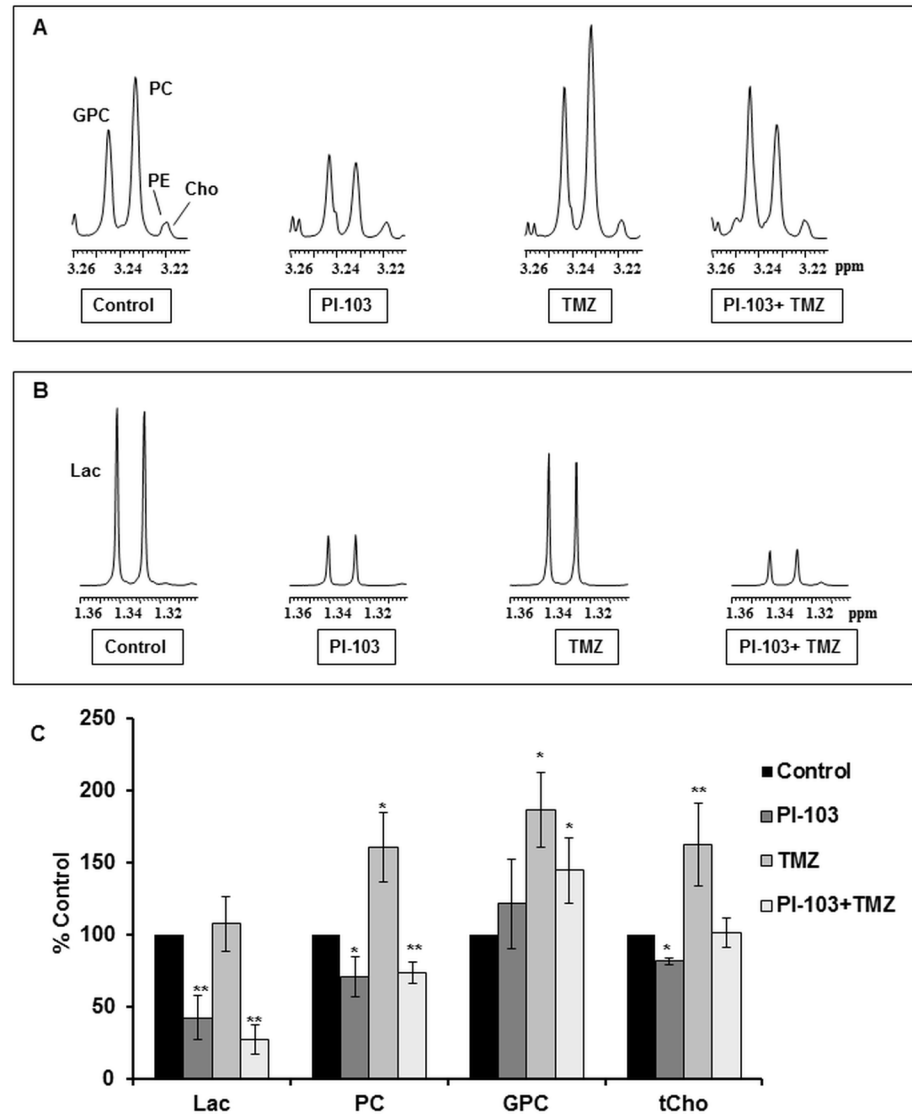 A
GPC
PC
PE
Cho
3.26 3.24 3.22
3.26 3.24 3.22
3.26 3.24 3.22
3.26 3.24 3.22 ppm
Control
PI-103
TMZ
PI-103+ TMZ
B
Lac
1.36 1.34 1.32
1.36 1.34 1.32
1.36 1.34 1.32
1.36 1.34 1.32 ppm
Control
PI-103
TMZ
PI-103+ TMZ
C
% Control
250
200
150
100
50
0
** **
* * **
* *
* **
Lac PC GPC tCho
Control
PI-103
TMZ
PI-103+TMZ